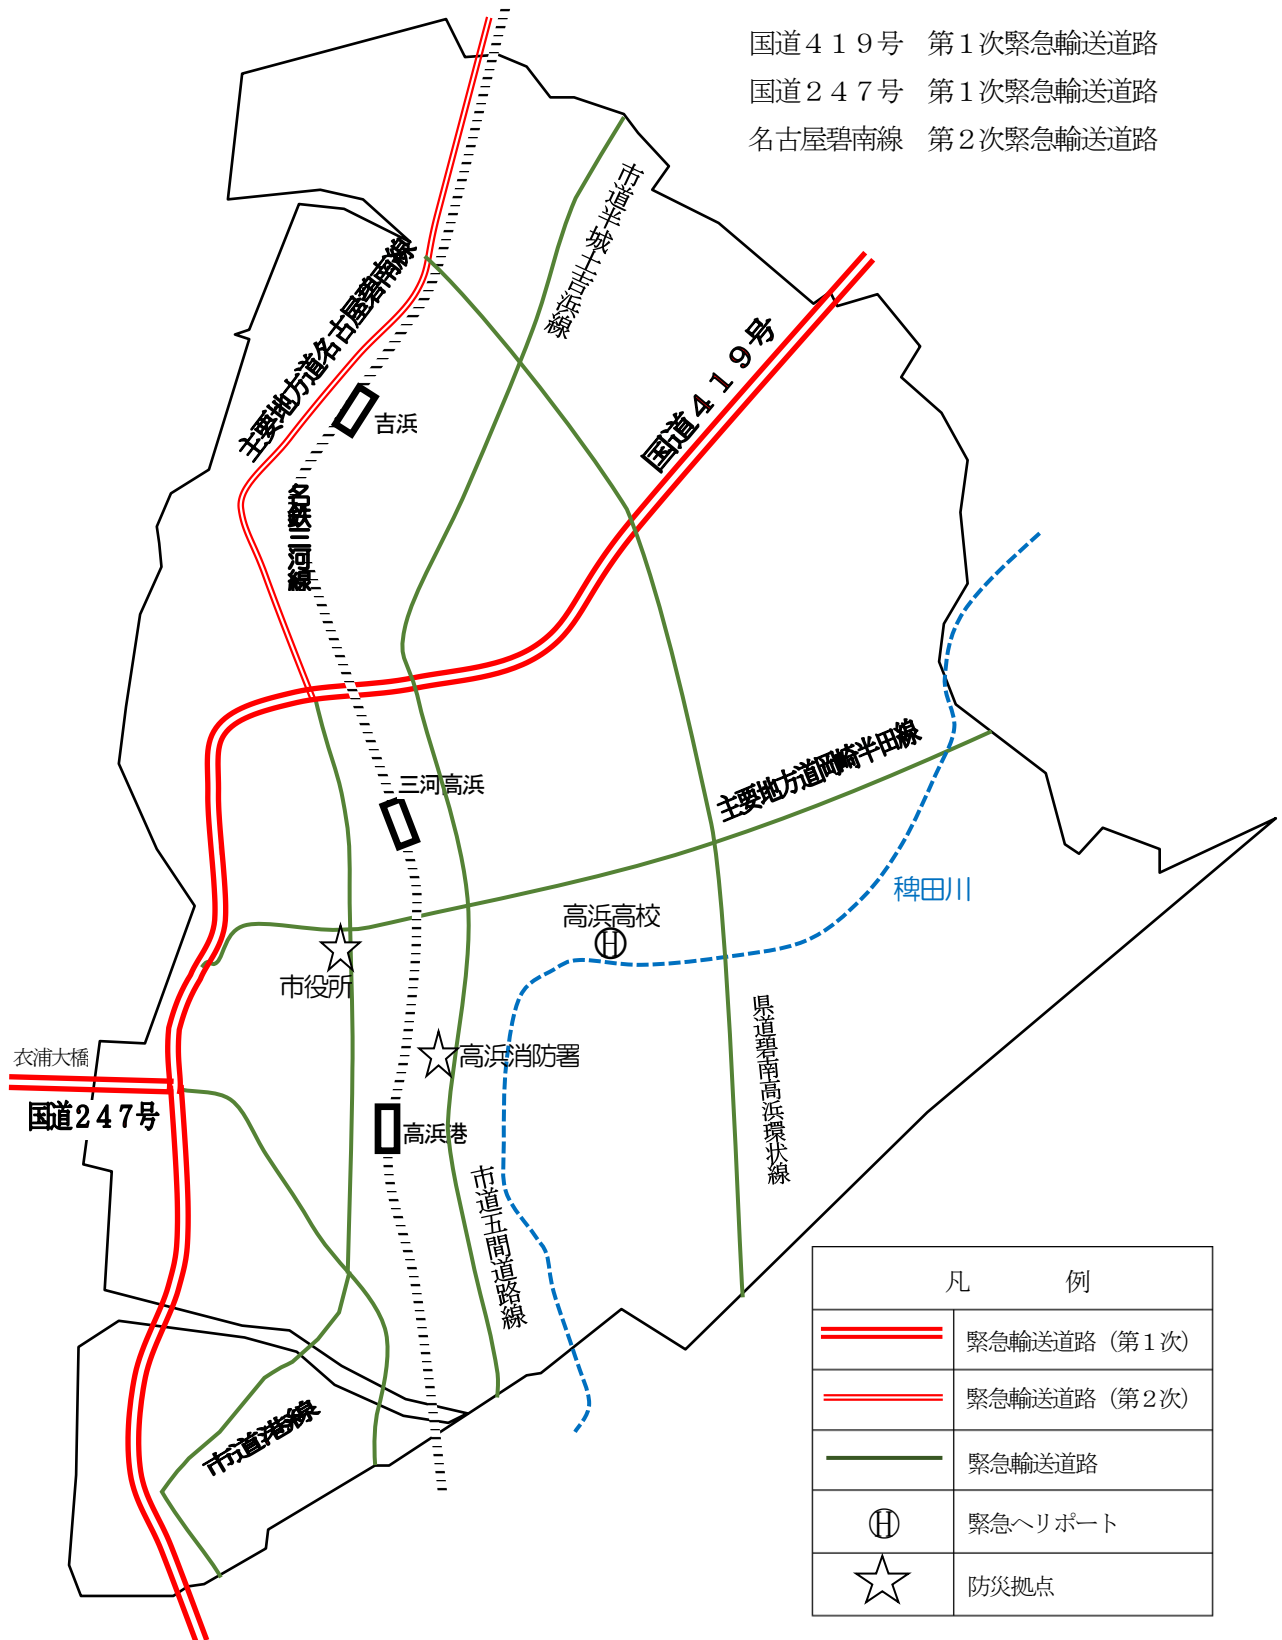 国道４１９号　第１次緊急輸送道路
国道２４７号　第１次緊急輸送道路
名古屋碧南線　第２次緊急輸送道路
市道半城土吉浜線
主要地方道名古屋碧南線
国道４１９号
吉浜
名鉄三河線
主要地方道岡崎半田線
三河高浜
稗田川
高浜高校
Ⓗ
市役所
県道碧南高浜環状線
衣浦大橋
高浜消防署
国道２４７号
高浜港
市道五間道路線
市道港線
凡　例
緊急輸送道路（第１次）
緊急輸送道路（第２次）
緊急輸送道路
Ⓗ 緊急ヘリポート
防災拠点